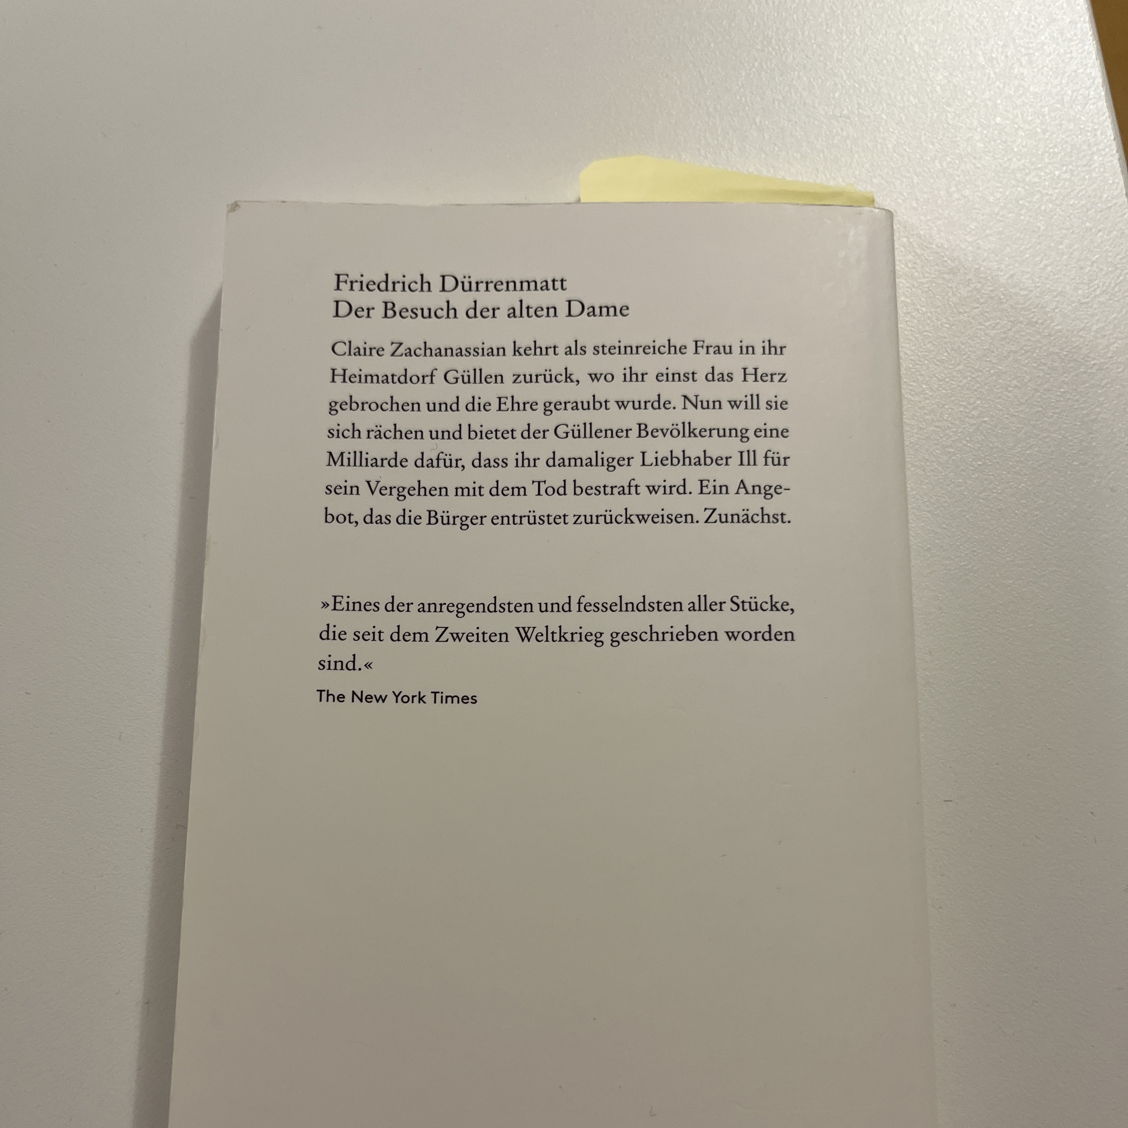 Friedrich Dürrenmatt
Der Besuch der alten Dame
Claire Zachanassian kehrt als steinreiche Frau in ihr
Heimatdorf Güllen zurück, wo ihr einst das Herz
gebrochen und die Ehre geraubt wurde. Nun will sie
sich rächen und bietet der Güllener Bevölkerung eine
Milliarde dafür, dass ihr damaliger Liebhaber Ill für
sein Vergehen mit dem Tod bestraft wird. Ein Ange-
bot, das die Bürger entrüstet zurückweisen. Zunächst.
»Eines der anregendsten und fesselndsten aller Stücke,
die seit dem Zweiten Weltkrieg geschrieben worden
sind.«
The New York Times